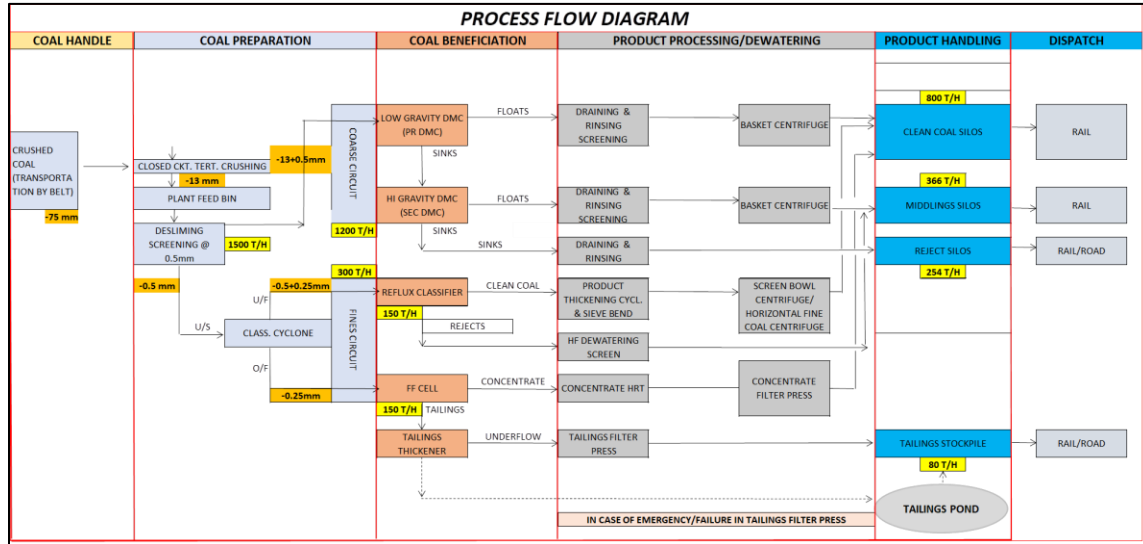 PROCESS FLOW DIAGRAM
COAL HANDLE
COAL PREPARATION
COAL BENEFICIATION
PRODUCT PROCESSING/DEWATERING
PRODUCT HANDLING
DISPATCH
CRUSHED
COAL
(TRANSPORTA
TION BY BELT)
-75 mm
CLOSED CKT. TERT. CRUSHING
-13 mm
PLANT FEED BIN
DESLIMING
SCREENING @
0.5mm
1500 T/H
-0.5 mm
U/S
CLASS. CYCLONE
U/F
O/F
-13+0.5mm
COARSE CIRCUIT
1200 T/H
300 T/H
-0.5+0.25mm
FINES CIRCUIT
-0.25mm
LOW GRAVITY DMC
(PR DMC)
FLOATS
SINKS
HI GRAVITY DMC
(SEC DMC)
FLOATS
SINKS
SINKS
REFLUX CLASSIFIER
CLEAN COAL
150 T/H
REJECTS
FF CELL
CONCENTRATE
150 T/H
TAILINGS
TAILINGS
THICKENER
UNDERFLOW
DRAINING &
RINSING
SCREENING
BASKET CENTRIFUGE
DRAINING &
RINSING
SCREENING
BASKET CENTRIFUGE
DRAINING &
RINSING
PRODUCT
THICKENING CYCL.
& SIEVE BEND
SCREEN BOWL
CENTRIFUGE/
HORIZONTAL FINE
COAL CENTRIFUGE
HF DEWATERING
SCREEN
CONCENTRATE HRT
CONCENTRATE
FILTER PRESS
TAILINGS FILTER
PRESS
IN CASE OF EMERGENCY/FAILURE IN TAILINGS FILTER PRESS
800 T/H
CLEAN COAL SILOS
366 T/H
MIDDLINGS SILOS
REJECT SILOS
254 T/H
TAILINGS STOCKPILE
80 T/H
TAILINGS POND
RAIL
RAIL
RAIL/ROAD
RAIL/ROAD